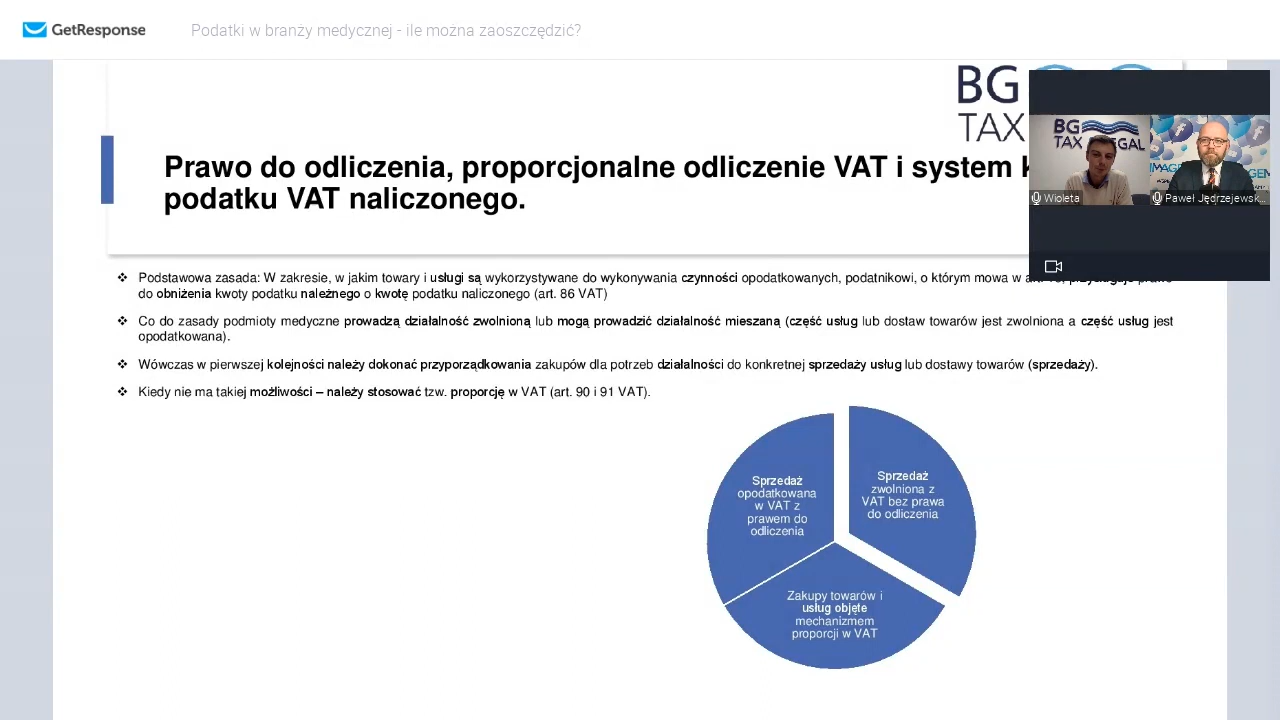 GetResponse
Podatki w branży medycznej - ile można zaoszczędzić?
BG
TAX
BG
TAX LEGAL
Wioleta
Paweł Jędrzejewsk...
Prawo do odliczenia, proporcjonalne odliczenie VAT i system
podatku VAT naliczonego.
❖ Podstawowa zasada: W zakresie, w jakim towary i usługi są wykorzystywane do wykonywania czynności opodatkowanych, podatnikowi, o którym mowa w
do obniżenia kwoty podatku należnego o kwotę podatku naliczonego (art. 86 VAT)
❖ Co do zasady podmioty medyczne prowadzą działalność zwolnioną lub mogą prowadzić działalność mieszaną (część usług lub dostaw towarów jest zwolniona a część usług jest
opodatkowana).
❖ Wówczas w pierwszej kolejności należy dokonać przyporządkowania zakupów dla potrzeb działalności do konkretnej sprzedaży usług lub dostawy towarów (sprzedaży).
❖ Kiedy nie ma takiej możliwości – należy stosować tzw. proporcję w VAT (art. 90 i 91 VAT).
Sprzedaż
opodatkowana
w VAT z
prawem do
odliczenia
Sprzedaż
zwolniona z
VAT bez prawa
do odliczenia
Zakupy towarów i
usług objęte
mechanizmem
proporcji w VAT